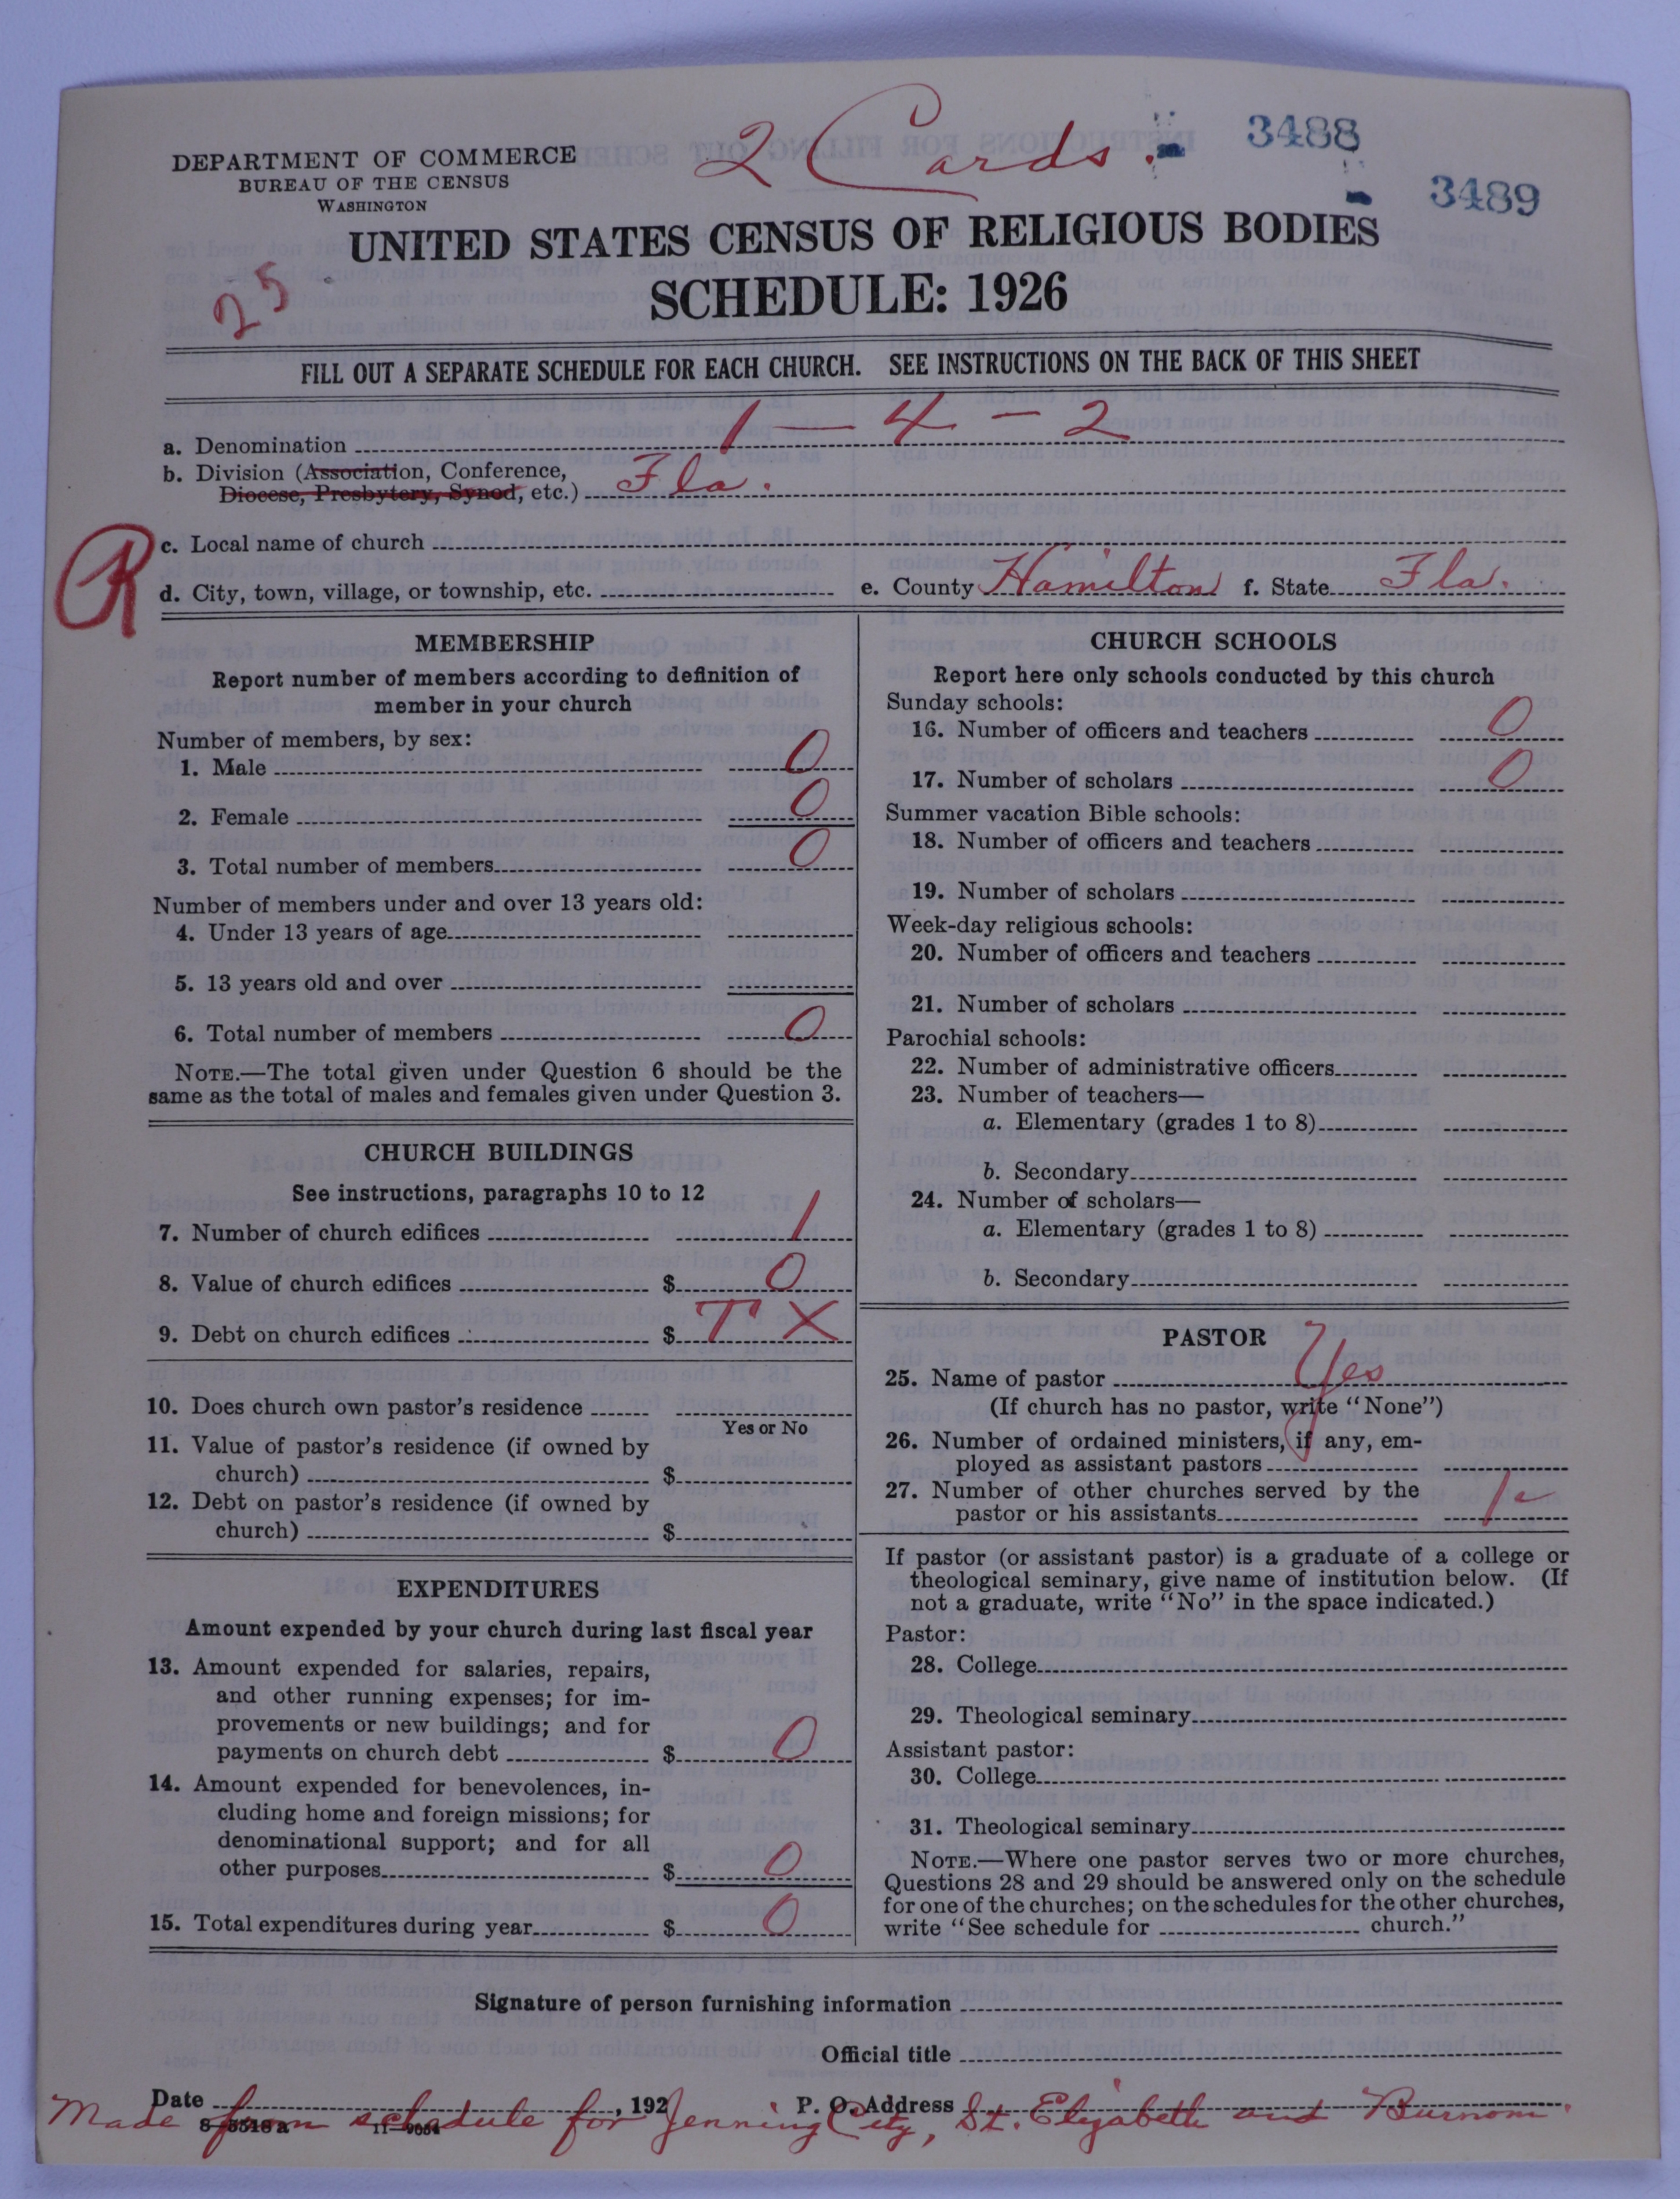 2 Cards.
3488
3489
DEPARTMENT OF COMMERCE
BUREAU OF THE CENSUS
WASHINGTON
UNITED STATES CENSUS OF RELIGIOUS BODIES
SCHEDULE: 1926
25
FILL OUT A SEPARATE SCHEDULE FOR EACH CHURCH. SEE INSTRUCTIONS ON THE BACK OF THIS SHEET
a. Denomination 1 — 4 — 2
b. Division (Association, Conference,
Diocese, Presbytery, Synod, etc.) Fla.
R
c. Local name of church
d. City, town, village, or township, etc. e. County Hamilton f. State Fla.
MEMBERSHIP
Report number of members according to definition of
member in your church
Number of members, by sex:
1. Male 0
2. Female 0
3. Total number of members 0
Number of members under and over 13 years old:
4. Under 13 years of age
5. 13 years old and over
6. Total number of members 0
NOTE.—The total given under Question 6 should be the
same as the total of males and females given under Question 3.
CHURCH BUILDINGS
See instructions, paragraphs 10 to 12
7. Number of church edifices 1
8. Value of church edifices $ 0
9. Debt on church edifices $ T X
10. Does church own pastor's residence
Yes or No
11. Value of pastor's residence (if owned by
church) $
12. Debt on pastor's residence (if owned by
church) $
EXPENDITURES
Amount expended by your church during last fiscal year
13. Amount expended for salaries, repairs,
and other running expenses; for im-
provements or new buildings; and for
payments on church debt $ 0
14. Amount expended for benevolences, in-
cluding home and foreign missions; for
denominational support; and for all
other purposes $ 0
15. Total expenditures during year $ 0
CHURCH SCHOOLS
Report here only schools conducted by this church
Sunday schools:
16. Number of officers and teachers 0
17. Number of scholars 0
Summer vacation Bible schools:
18. Number of officers and teachers
19. Number of scholars
Week-day religious schools:
20. Number of officers and teachers
21. Number of scholars
Parochial schools:
22. Number of administrative officers
23. Number of teachers—
a. Elementary (grades 1 to 8)
b. Secondary
24. Number of scholars—
a. Elementary (grades 1 to 8)
b. Secondary
PASTOR
25. Name of pastor Yes
(If church has no pastor, write "None")
26. Number of ordained ministers, if any, em-
ployed as assistant pastors
27. Number of other churches served by the
pastor or his assistants
If pastor (or assistant pastor) is a graduate of a college or
theological seminary, give name of institution below. (If
not a graduate, write "No" in the space indicated.)
Pastor:
28. College
29. Theological seminary
Assistant pastor:
30. College
31. Theological seminary
NOTE.—Where one pastor serves two or more churches,
Questions 28 and 29 should be answered only on the schedule
for one of the churches; on the schedules for the other churches,
write "See schedule for church."
Signature of person furnishing information
Official title
Date , 192 P. O. Address
Made from schedule for Jenning City, St. Elizabeth and Burnom.
8—5516 a 11—9064